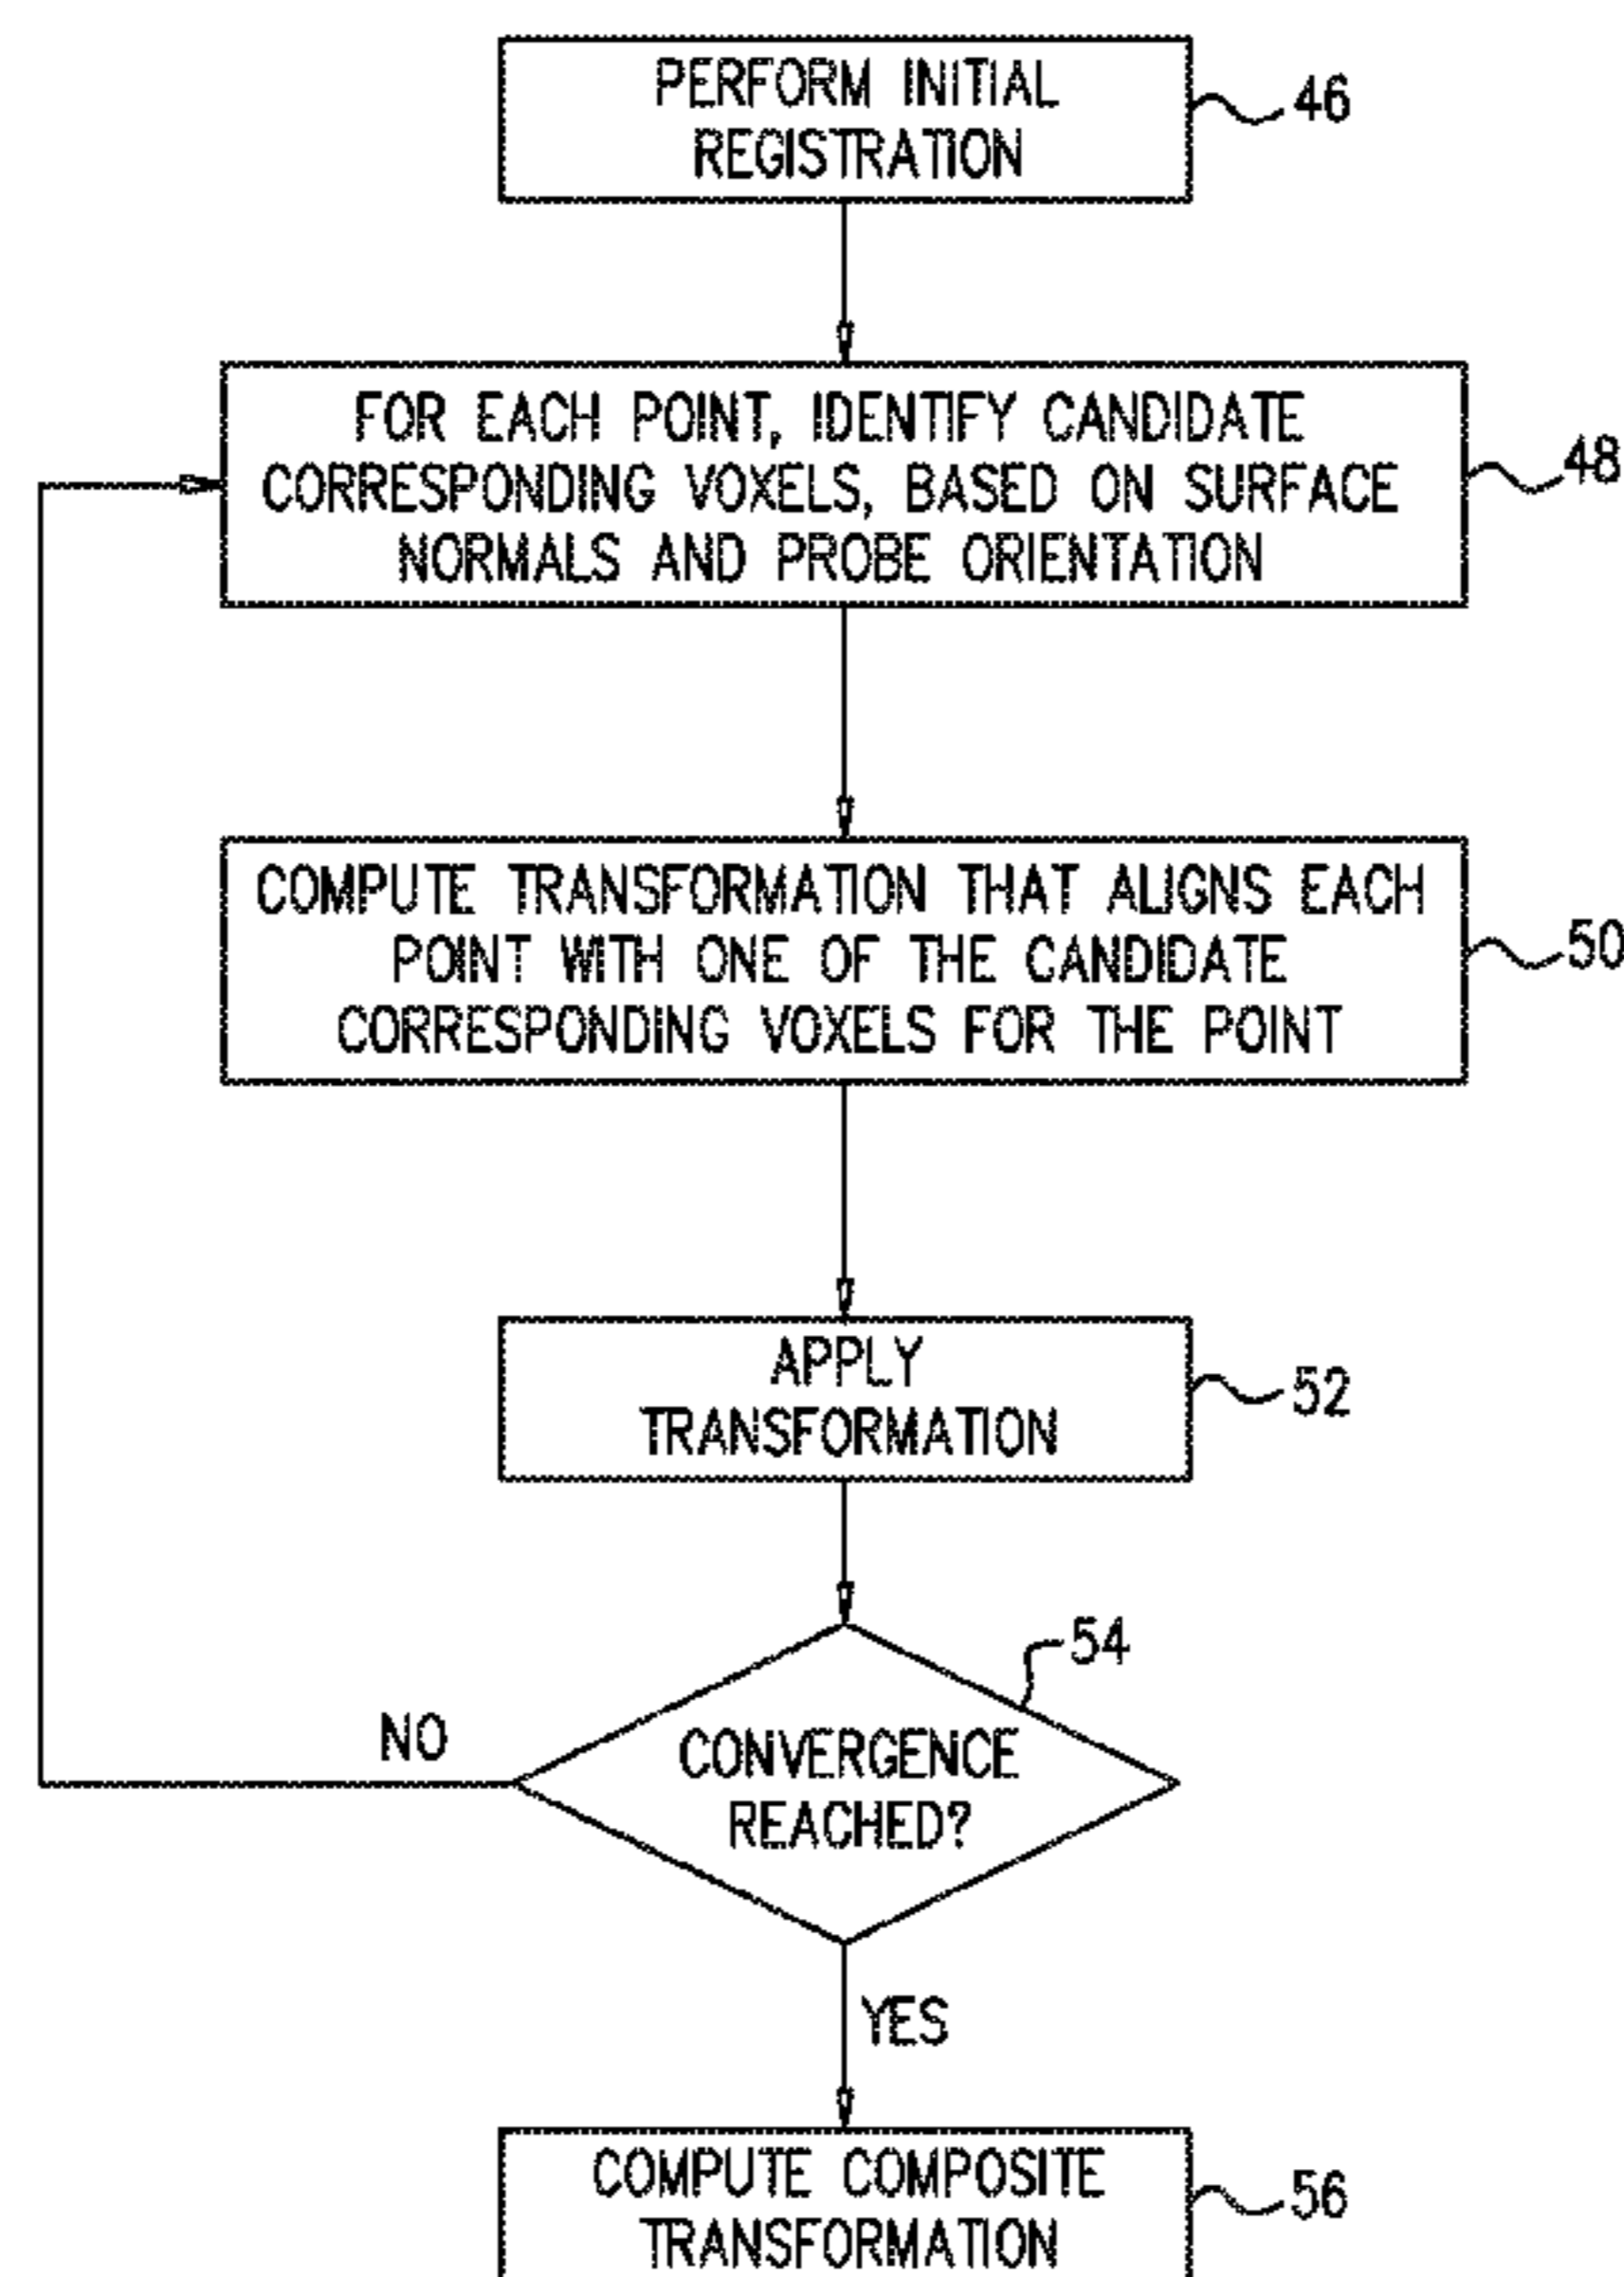 PERFORM INITIAL
REGISTRATION
46
FOR EACH POINT, IDENTIFY CANDIDATE
CORRESPONDING VOXELS, BASED ON SURFACE
NORMALS AND PROBE ORIENTATION
48
COMPUTE TRANSFORMATION THAT ALIGNS EACH
POINT WITH ONE OF THE CANDIDATE
CORRESPONDING VOXELS FOR THE POINT
50
APPLY
TRANSFORMATION
52
54
NO
CONVERGENCE
REACHED?
YES
COMPUTE COMPOSITE
TRANSFORMATION
56